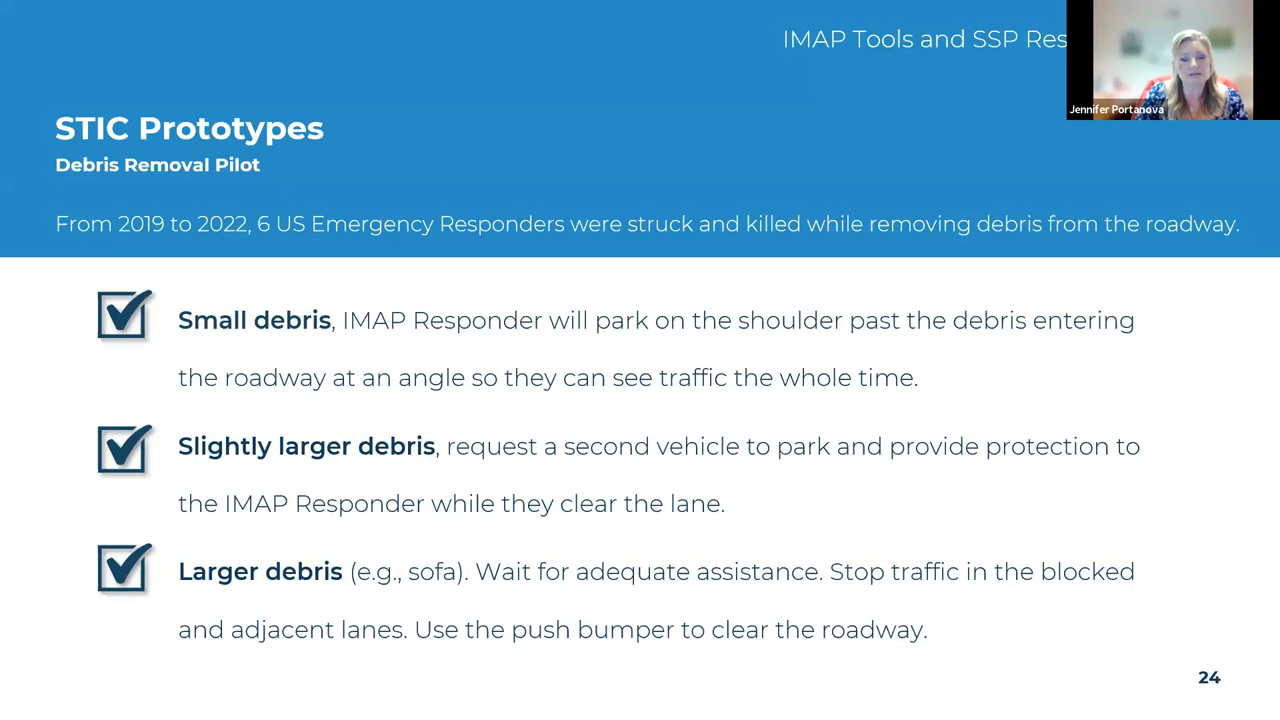 IMAP Tools and SSP Res
Jennifer Portanova
STIC Prototypes
Debris Removal Pilot
From 2019 to 2022, 6 US Emergency Responders were struck and killed while removing debris from the roadway.
Small debris, IMAP Responder will park on the shoulder past the debris entering
the roadway at an angle so they can see traffic the whole time.
Slightly larger debris, request a second vehicle to park and provide protection to
the IMAP Responder while they clear the lane.
Larger debris (e.g., sofa). Wait for adequate assistance. Stop traffic in the blocked
and adjacent lanes. Use the push bumper to clear the roadway.
24